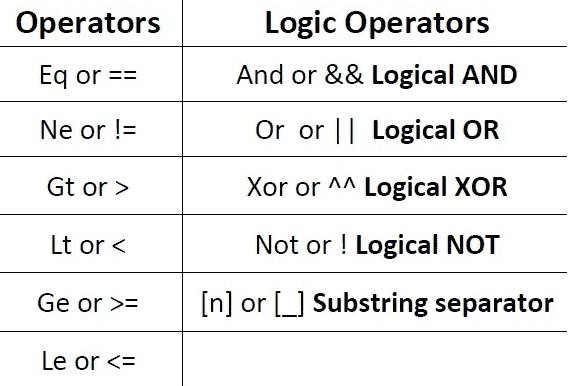 Operators Logic Operators
Eq or == And or && Logical AND
Ne or != Or or || Logical OR
Gt or > Xor or ^^ Logical XOR
Lt or < Not or ! Logical NOT
Ge or >= [n] or [_] Substring separator
Le or <=